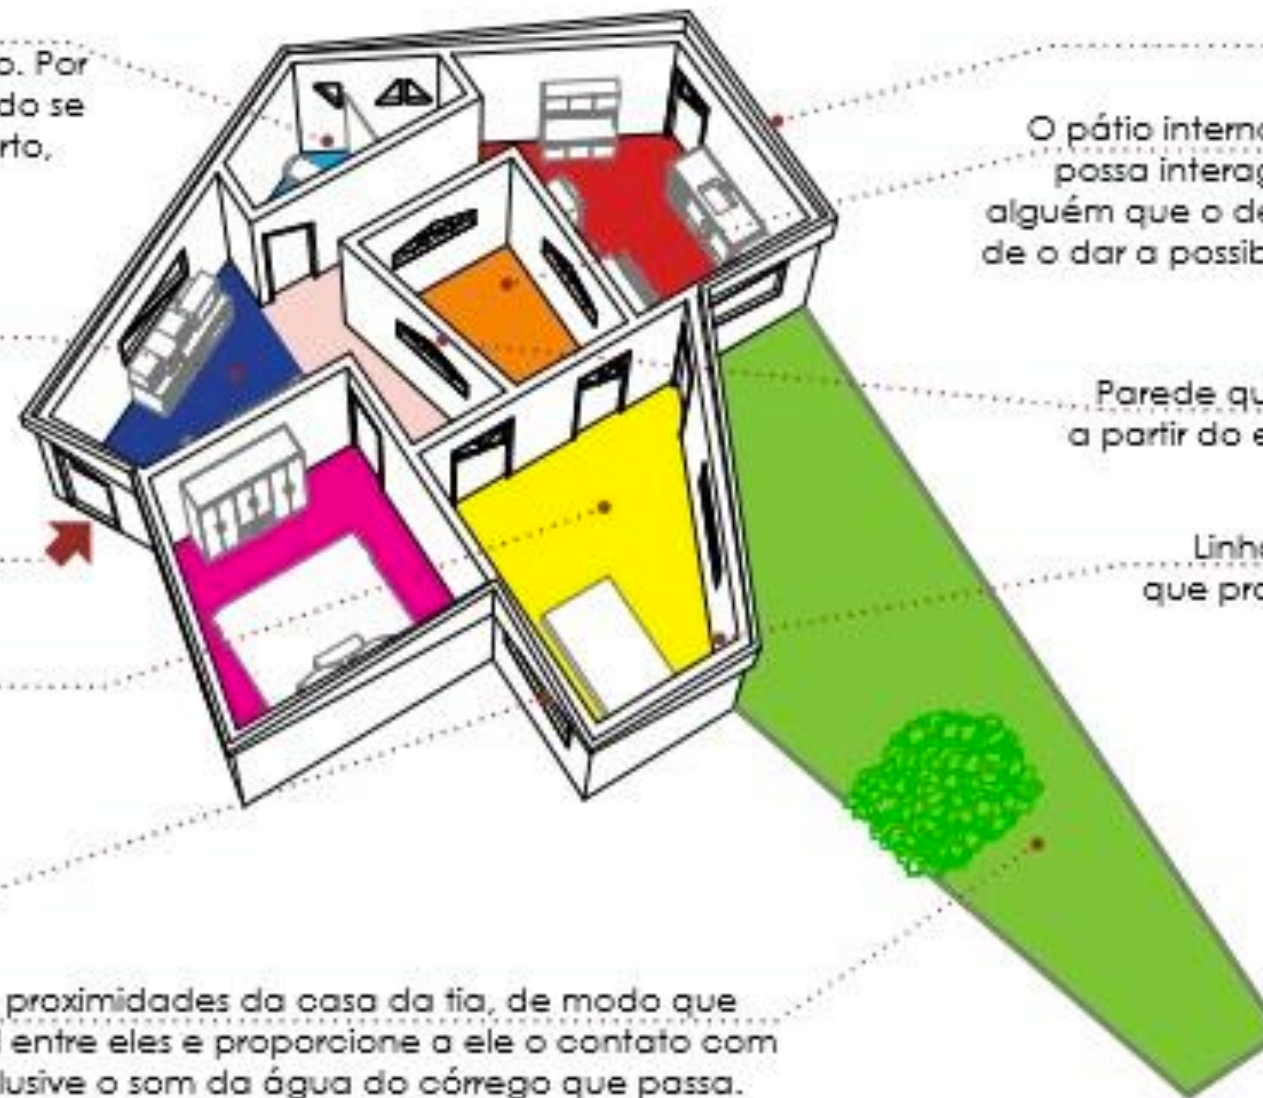 o. Por
do se
rto,
O pátio interno
possa interag
alguém que o de
de o dar a possib
Parede qu
a partir do e
Linha
que pro
proximidades da casa da tia, de modo que
l entre eles e proporcione a ele o contato com
lusive o som da água do córrego que passa.